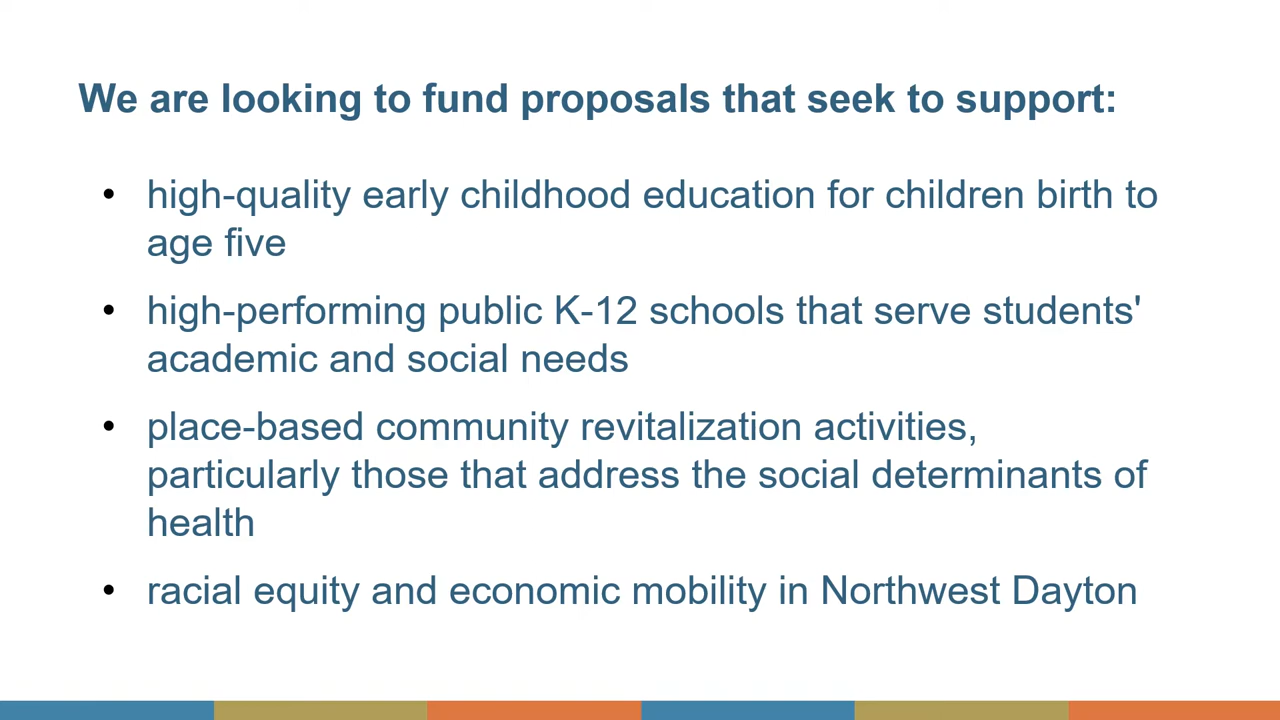 We are looking to fund proposals that seek to support:
• high-quality early childhood education for children birth to
age five
• high-performing public K-12 schools that serve students'
academic and social needs
• place-based community revitalization activities,
particularly those that address the social determinants of
health
• racial equity and economic mobility in Northwest Dayton